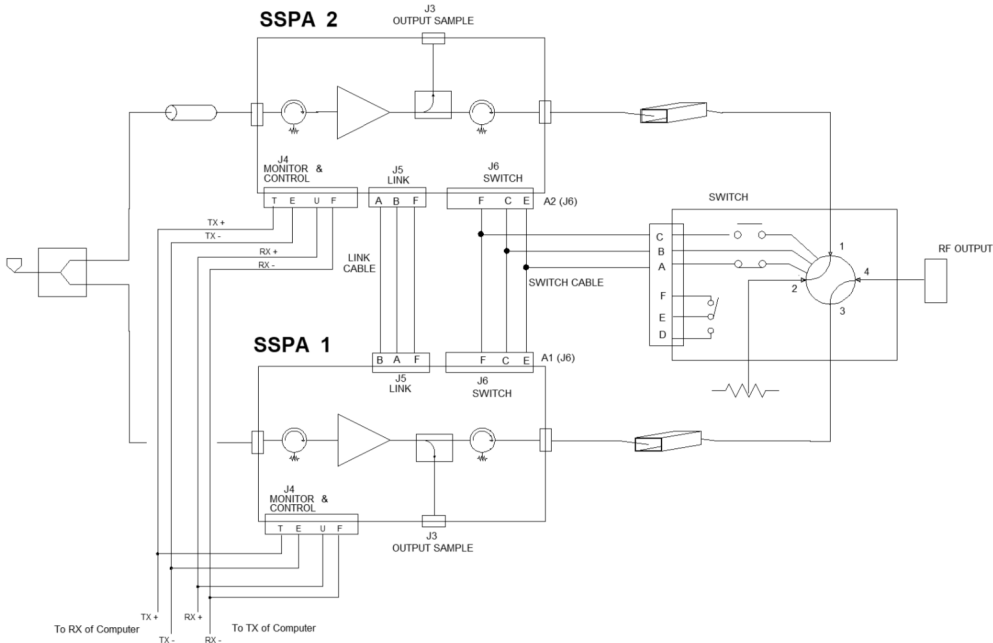 SSPA 2
J3
OUTPUT SAMPLE
J4
MONITOR &
CONTROL
J5
LINK
J6
SWITCH
T E U F
A B F
F C E
A2 (J6)
TX +
TX -
RX +
RX -
LINK
CABLE
SWITCH CABLE
SWITCH
C
B
A
F
E
D
1
2
3
4
RF OUTPUT
SSPA 1
B A F
F C E
A1 (J6)
J5
LINK
J6
SWITCH
J4
MONITOR &
CONTROL
T E U F
J3
OUTPUT SAMPLE
TX +
RX +
To RX of Computer
To TX of Computer
TX -
RX -